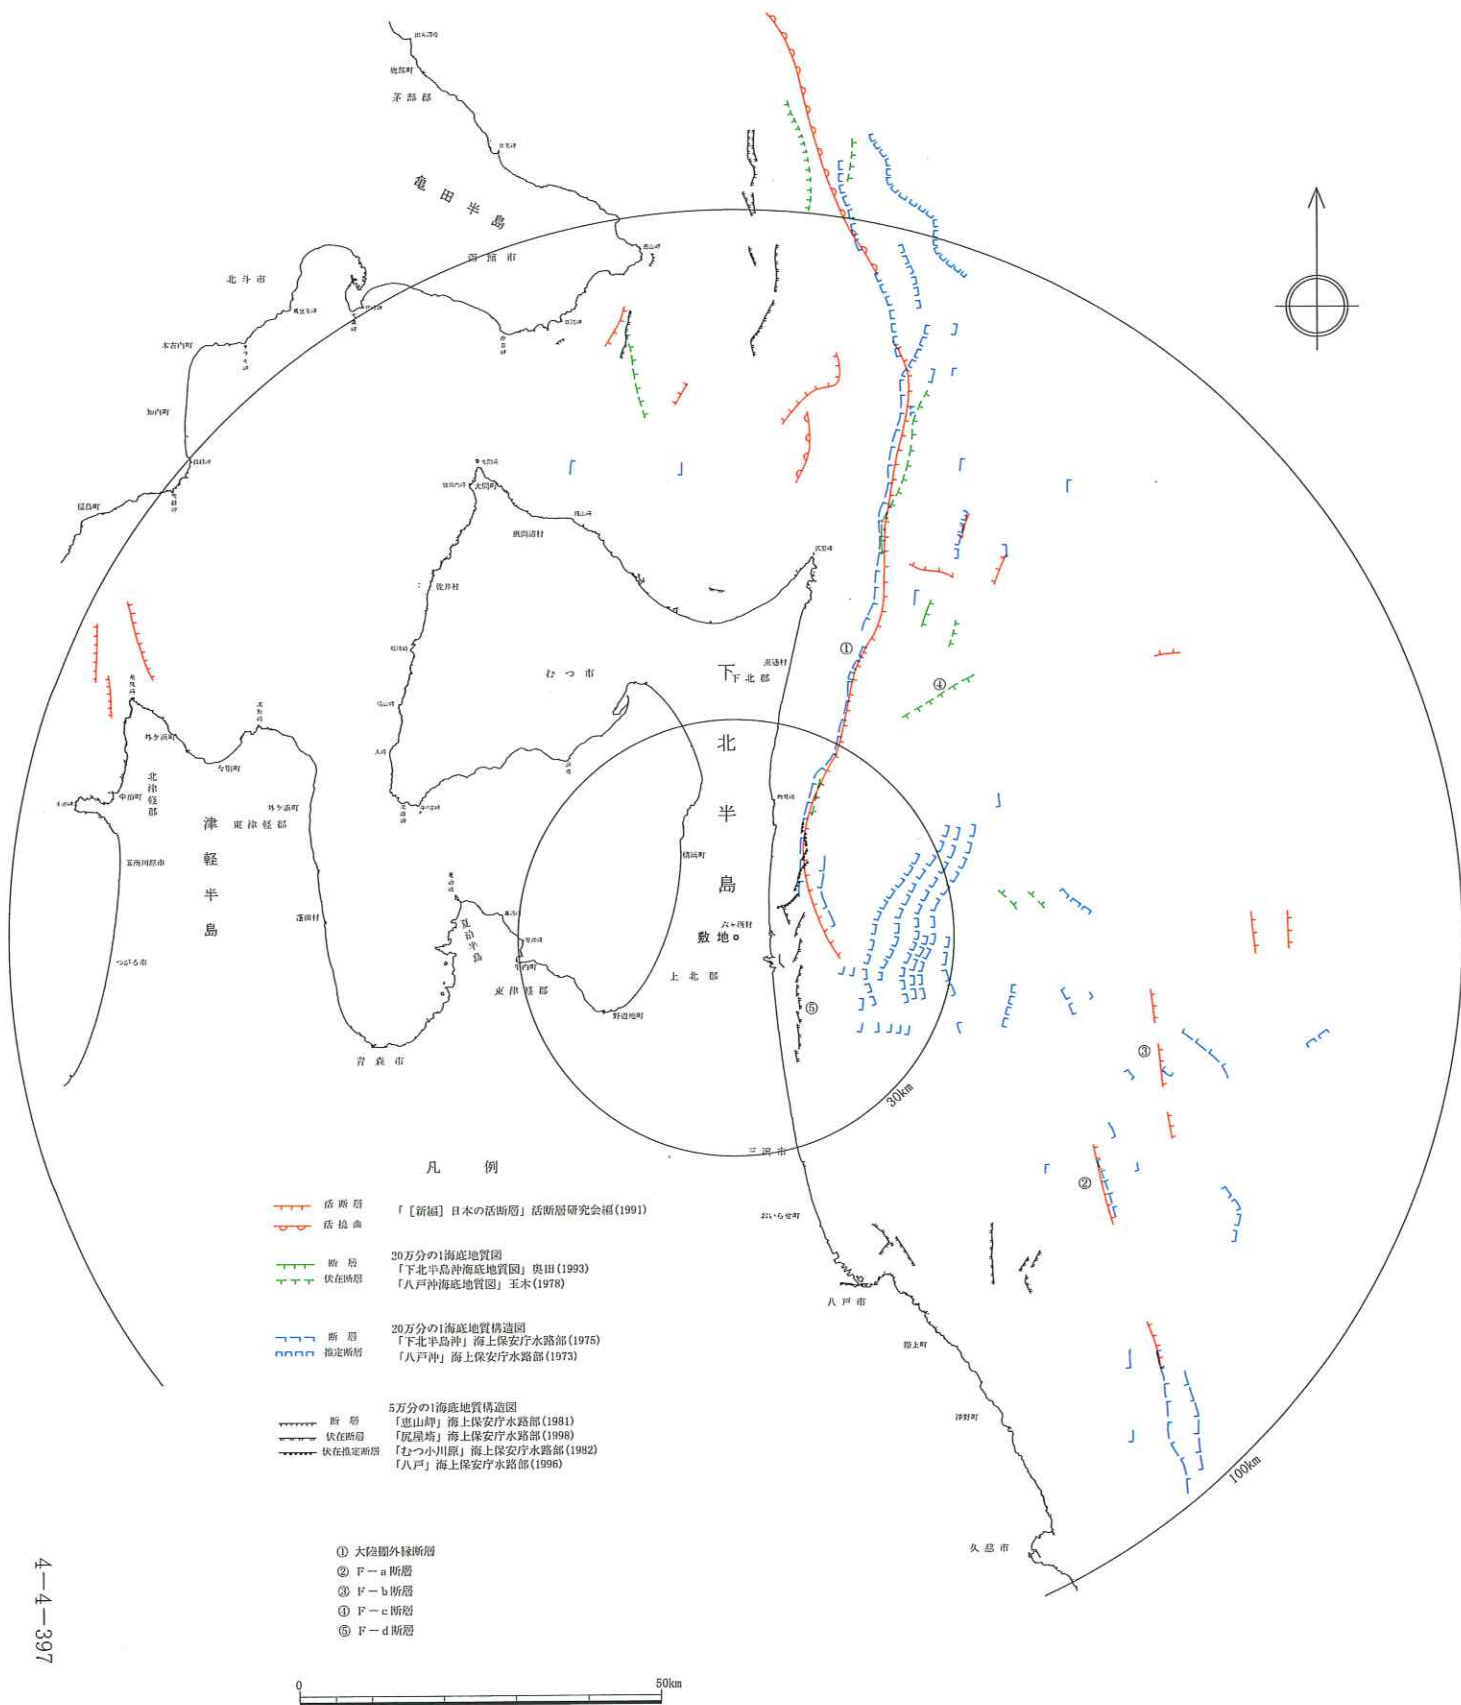 鹿部町
茅部郡
亀田半島
函館市
北斗市
木古内町
知内町
福島町
大間町
風間浦村
佐井村
むつ市
東通村
下北郡
下北半島
①
④
外ケ浜町
今別町
北津軽郡
中泊町
外ケ浜町
津軽半島
東津軽郡
五所川原市
横浜町
蓬田村
六ヶ所村
敷地
夏泊半島
つがる市
平内町
上北郡
東津軽郡
野辺地町
⑤
青森市
③
30km
三沢市
②
おいらせ町
八戸市
階上町
洋野町
久慈市
100km
凡例
活断層
「［新編］日本の活断層」活断層研究会編(1991)
活撓曲
20万分の1海底地質図
断層
「下北半島沖海底地質図」奥田(1993)
伏在断層
「八戸沖海底地質図」玉木(1978)
20万分の1海底地質構造図
断層
「下北半島沖」海上保安庁水路部(1975)
推定断層
「八戸沖」海上保安庁水路部(1973)
5万分の1海底地質構造図
断層
「恵山岬」海上保安庁水路部(1981)
伏在断層
「尻屋埼」海上保安庁水路部(1998)
伏在推定断層
「むつ小川原」海上保安庁水路部(1982)
「八戸」海上保安庁水路部(1996)
① 大陸棚外縁断層
② F－a断層
③ F－b断層
④ F－c断層
⑤ F－d断層
4－4－397
0
50km